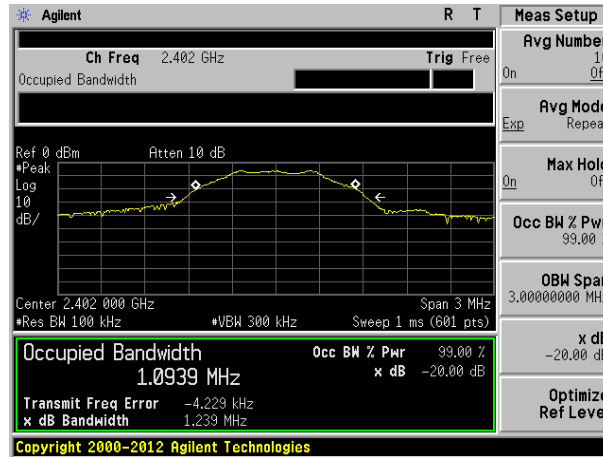 Agilent R T
Ch Freq 2.402 GHz Trig Free
Occupied Bandwidth
Ref 0 dBm Atten 10 dB
#Peak
Log
10
dB/
Center 2.402 000 GHz Span 3 MHz
#Res BW 100 kHz #VBW 300 kHz Sweep 1 ms (601 pts)
Occupied Bandwidth Occ BW % Pwr 99.00 %
1.0939 MHz x dB -20.00 dB
Transmit Freq Error -4.229 kHz
x dB Bandwidth 1.239 MHz
Copyright 2000-2012 Agilent Technologies
Meas Setup
Avg Number
On
Avg Mode
Exp Repea
Max Hold
On Of
Occ BW % Pwr
99.00
OBW Span
3.00000000 MH
x dB
-20.00 d
Optimize
Ref Leve